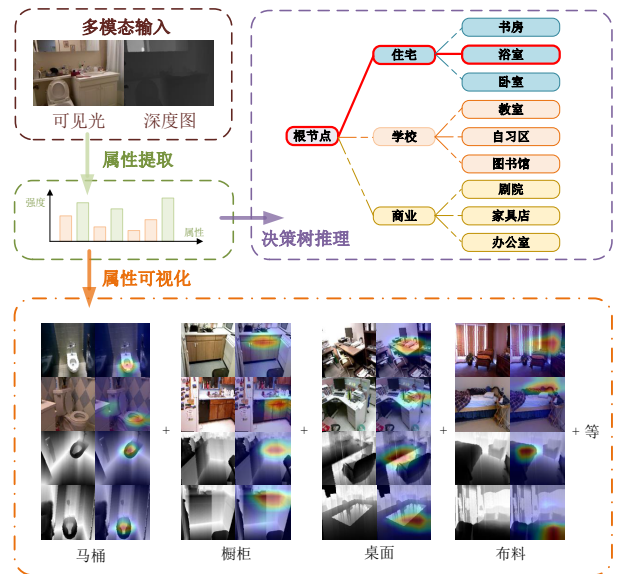 多模态输入
可见光
深度图
属性提取
强度
属性
决策树推理
根节点
住宅
书房
浴室
卧室
学校
教室
自习区
图书馆
商业
剧院
家具店
办公室
属性可视化
+
+
+
+ 等
马桶
橱柜
桌面
布料